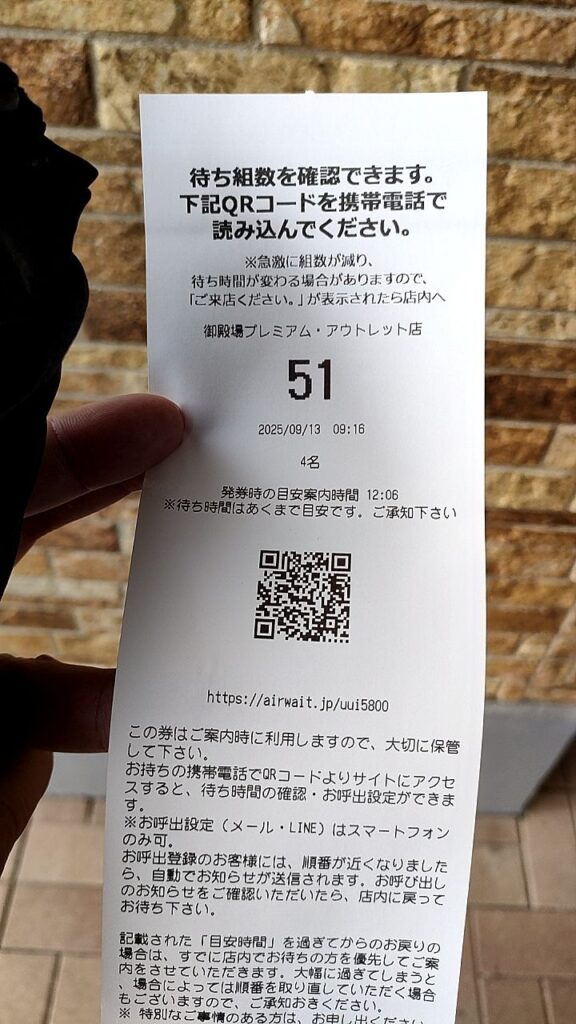 待ち組数を確認できます。
下記QRコードを携帯電話で
読み込んでください。
※急激に組数が減り、
待ち時間が変わる場合がありますので、
「ご来店ください。」が表示されたら店内へ
御殿場プレミアム・アウトレット店
51
2025/09/13 09:16
4名
発券時の目安案内時間 12:06
※待ち時間はあくまで目安です。ご承知下さい
https://airwait.jp/uui5800
この券はご案内時に利用しますので、大切に保管
して下さい。
お持ちの携帯電話でQRコードよりサイトにアクセ
スすると、待ち時間の確認・お呼出設定ができま
す。
※お呼出設定（メール・LINE）はスマートフォン
のみ可。
お呼出登録のお客様には、順番が近くなりました
ら、自動でお知らせが送信されます。お呼び出し
のお知らせをご確認いただいたら、店内に戻って
お待ち下さい。
記載された「目安時間」を過ぎてからのお戻りの
場合は、すでに店内でお待ちの方を優先してご案
内をさせていただきます。大幅に過ぎてしまうと
、場合によっては順番を取り直していただく場合
もございますので、ご承知おきください。
※ 特別なご事情のある方は、お申し出ください